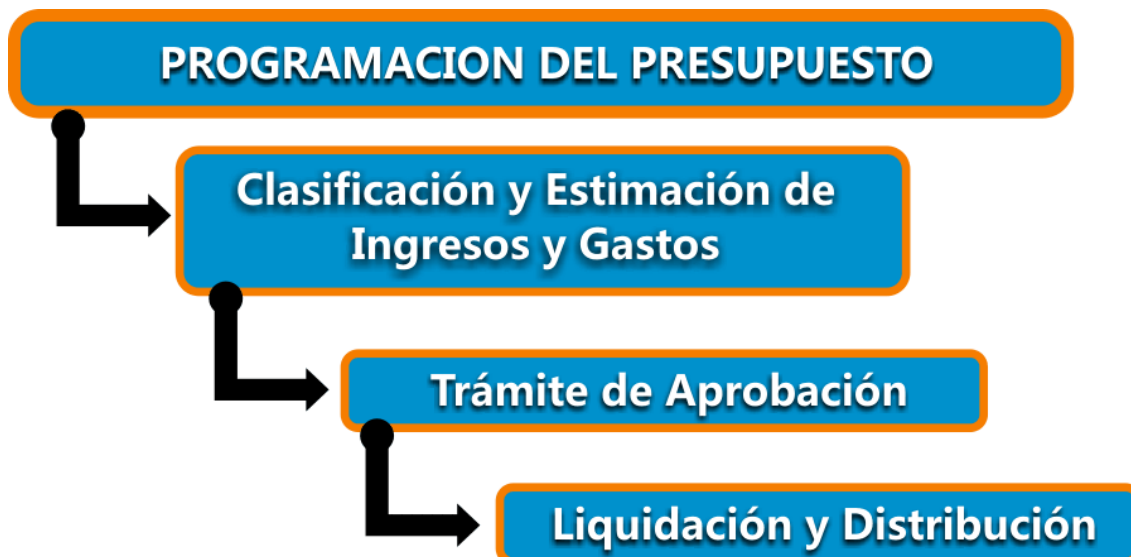 PROGRAMACION DEL PRESUPUESTO
Clasificación y Estimación de
Ingresos y Gastos
Trámite de Aprobación
Liquidación y Distribución